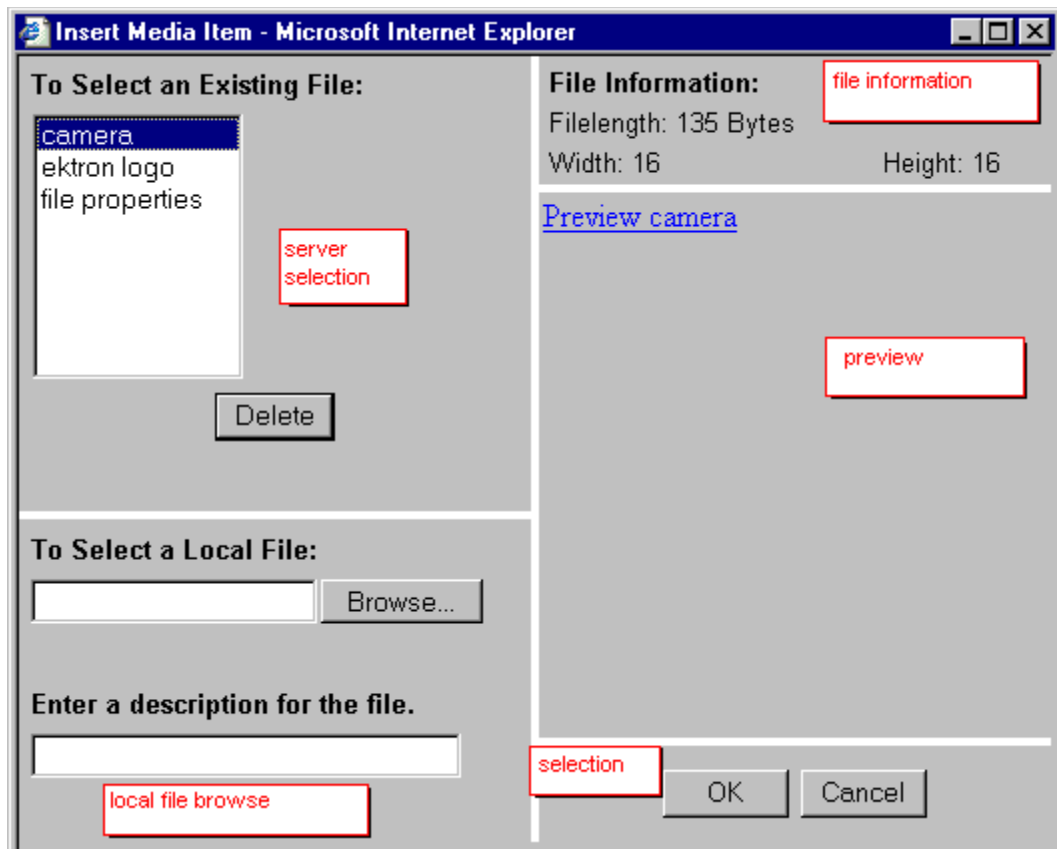 Insert Media Item - Microsoft Internet Explorer
To Select an Existing File:
camera
ektron logo
file properties
server
selection
Delete
File Information:
file information
Filelength: 135 Bytes
Width: 16 Height: 16
Preview camera
preview
To Select a Local File:
Browse...
Enter a description for the file.
local file browse
selection
OK Cancel